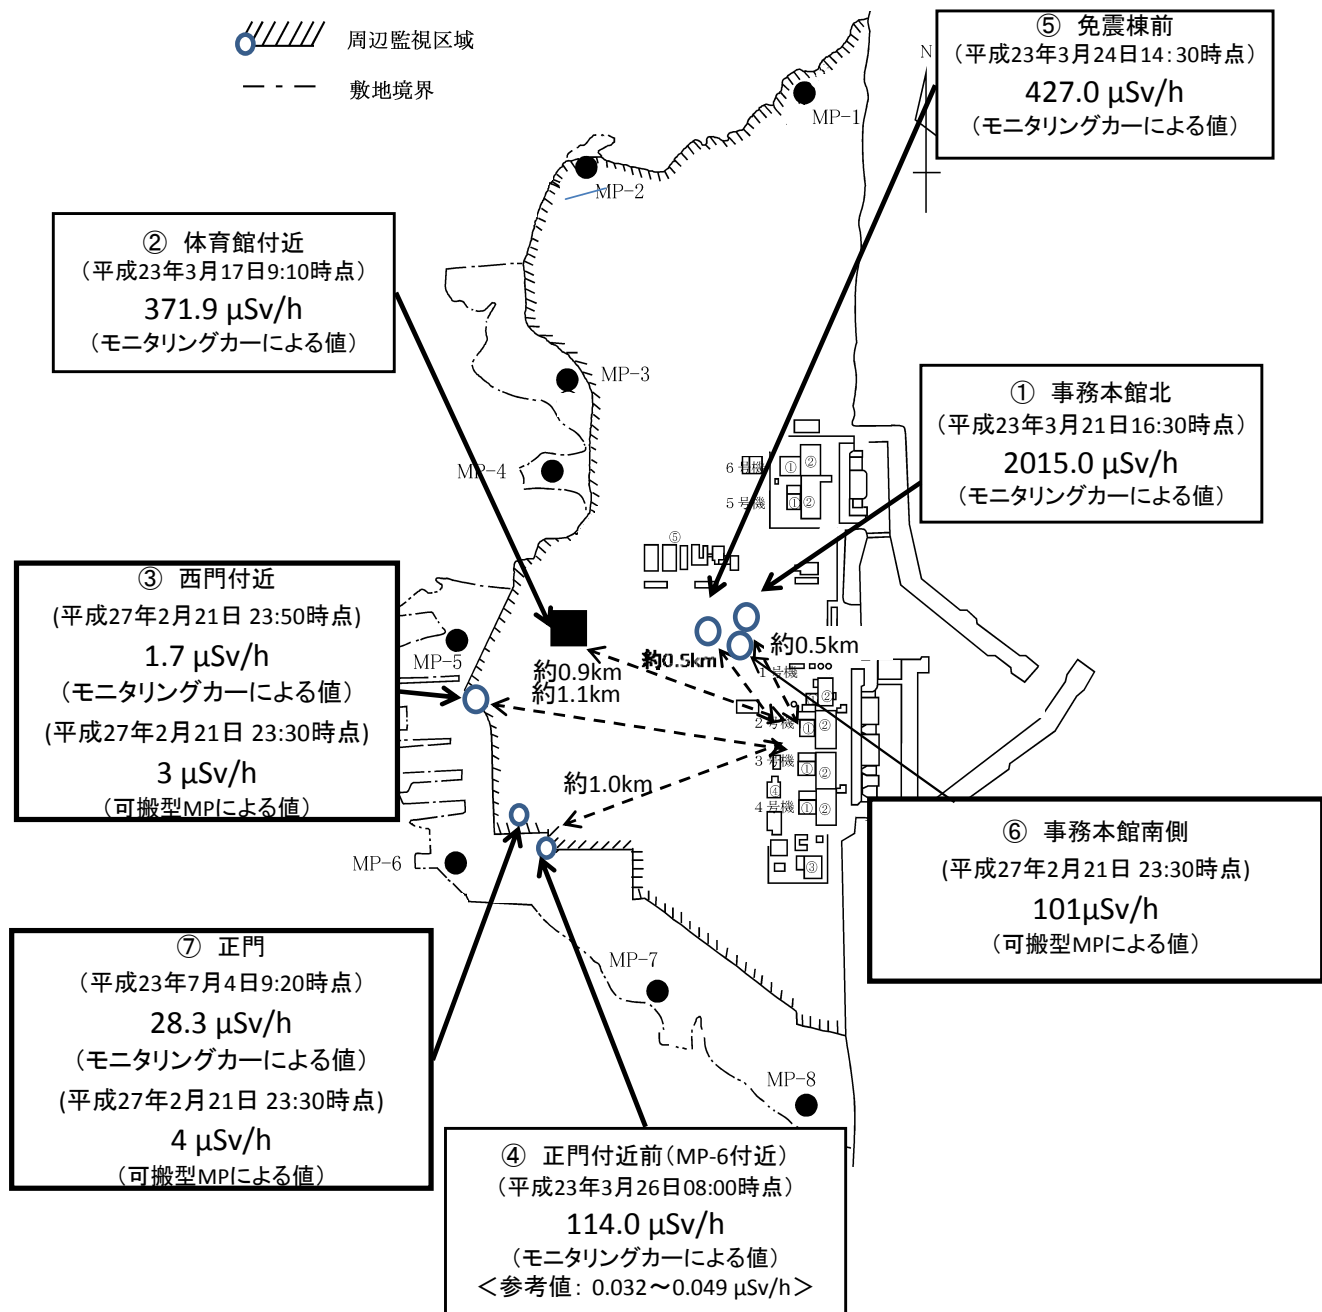 周辺監視区域
敷地境界
⑤ 免震棟前
（平成23年3月24日14:30時点）
427.0 μSv/h
（モニタリングカーによる値）
N
MP-1
MP-2
② 体育館付近
（平成23年3月17日9:10時点）
371.9 μSv/h
（モニタリングカーによる値）
MP-3
① 事務本館北
（平成23年3月21日16:30時点）
2015.0 μSv/h
（モニタリングカーによる値）
MP-4
6号機
①
②
5号機
①
②
⑤
③ 西門付近
(平成27年2月21日 23:50時点)
1.7 μSv/h
（モニタリングカーによる値）
(平成27年2月21日 23:30時点)
3 μSv/h
（可搬型MPによる値）
MP-5
約0.9km
約1.1km
約0.5km
約0.5km
1号機
②
2号機
①
②
3号機
①
②
④
4号機
①
②
③
約1.0km
MP-6
⑥ 事務本館南側
(平成27年2月21日 23:30時点)
101μSv/h
（可搬型MPによる値）
⑦ 正門
（平成23年7月4日9:20時点）
28.3 μSv/h
（モニタリングカーによる値）
(平成27年2月21日 23:30時点)
4 μSv/h
（可搬型MPによる値）
MP-7
MP-8
④ 正門付近前（MP-6付近）
（平成23年3月26日08:00時点）
114.0 μSv/h
（モニタリングカーによる値）
＜参考値: 0.032～0.049 μSv/h＞